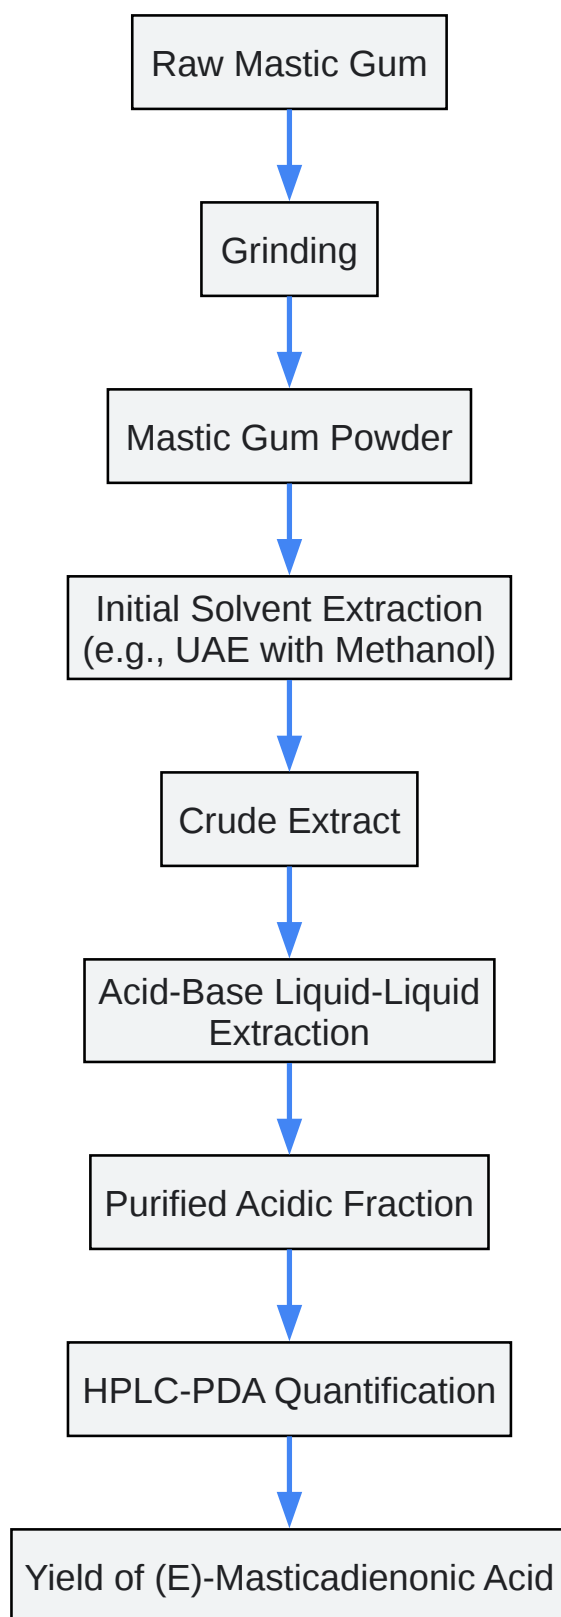 Raw Mastic Gum
Grinding
Mastic Gum Powder
Initial Solvent Extraction
(e.g., UAE with Methanol)
Crude Extract
Acid-Base Liquid-Liquid
Extraction
Purified Acidic Fraction
HPLC-PDA Quantification
Yield of (E)-Masticadienonic Acid